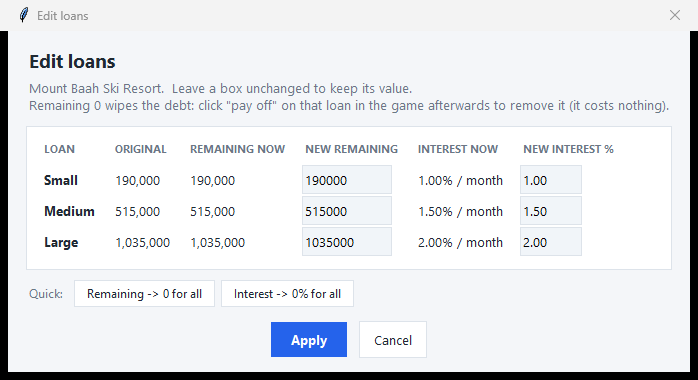 Edit loans
Edit loans
Mount Baah Ski Resort.  Leave a box unchanged to keep its value.
Remaining 0 wipes the debt: click "pay off" on that loan in the game afterwards to remove it (it costs nothing).
LOAN ORIGINAL REMAINING NOW NEW REMAINING INTEREST NOW NEW INTEREST %
Small 190,000 190,000 190000 1.00% / month 1.00
Medium 515,000 515,000 515000 1.50% / month 1.50
Large 1,035,000 1,035,000 1035000 2.00% / month 2.00
Quick: Remaining -> 0 for all Interest -> 0% for all
Apply Cancel